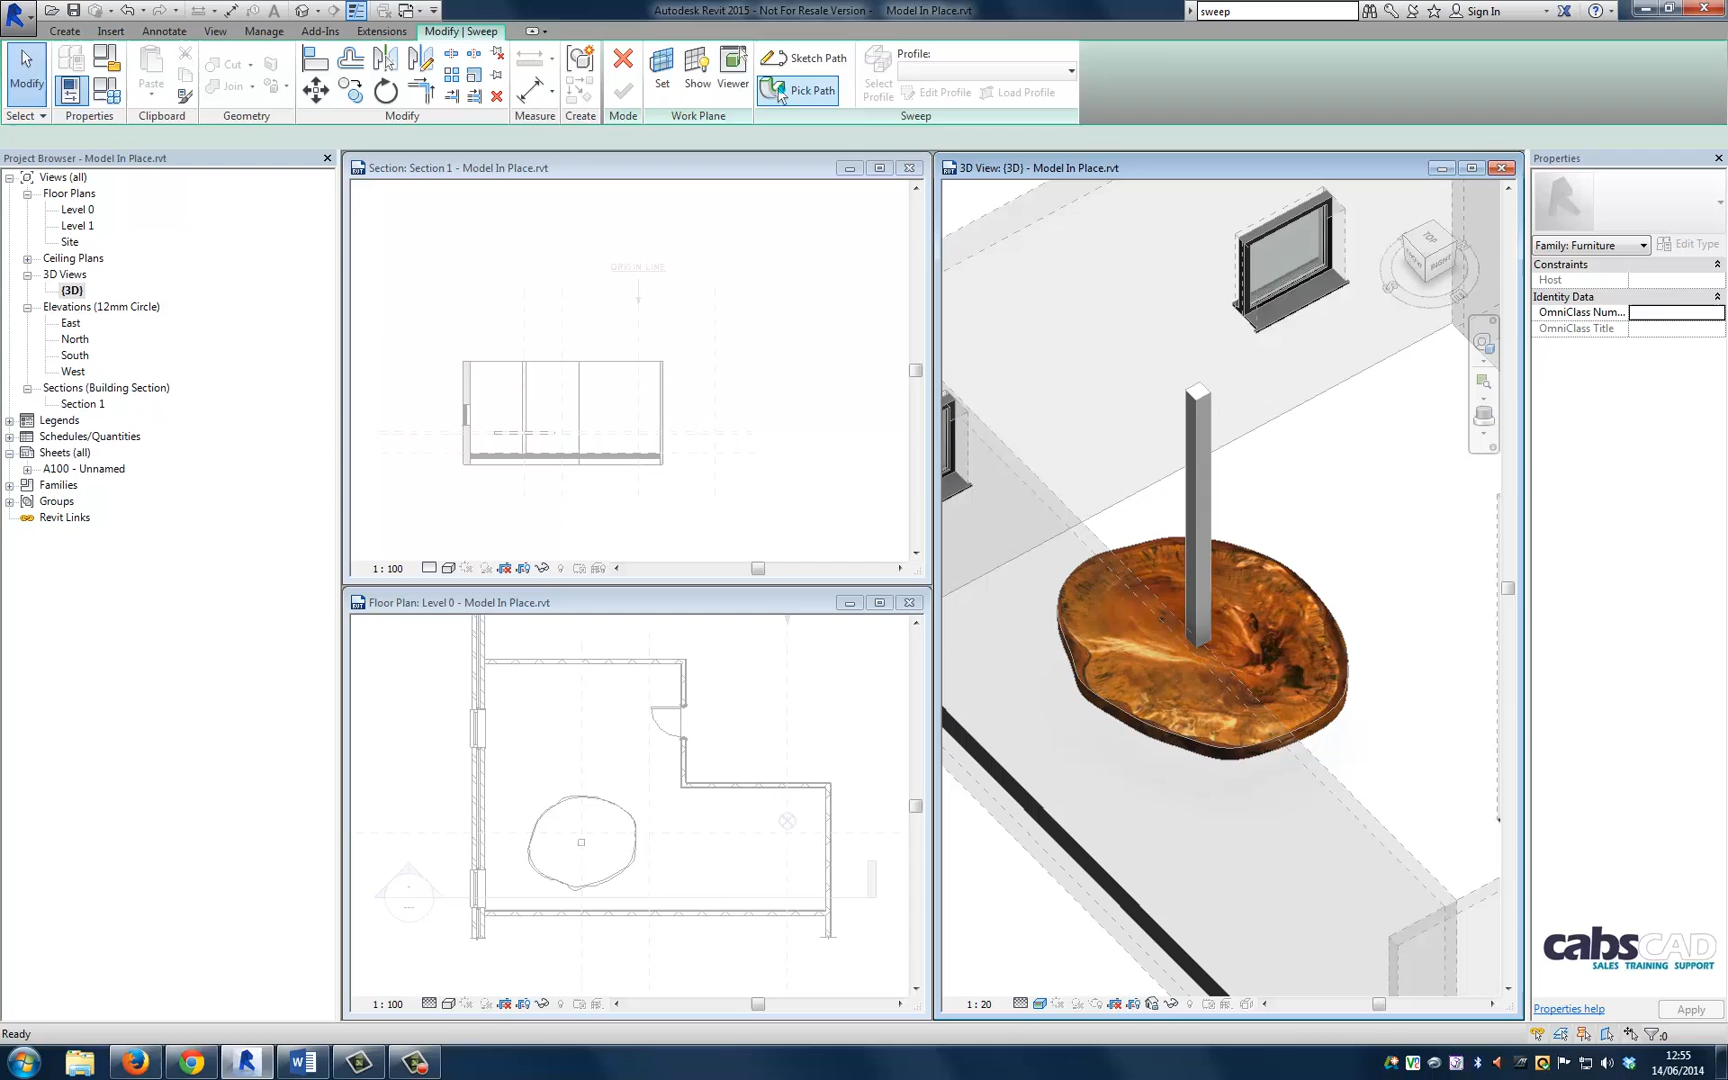 Autodesk Revit 2015 - Not For Resale Version - Model In Place.rvt
sweep
Sign In
Create Insert Annotate View Manage Add-Ins Extensions Modify | Sweep
Modify
Paste
Cut
Join
Set Show Viewer
Sketch Path
Pick Path
Select Profile
Profile:
Edit Profile Load Profile
Select Properties Clipboard Geometry Modify Measure Create Mode Work Plane Sweep
Project Browser - Model In Place.rvt
Views (all)
Floor Plans
Level 0
Level 1
Site
Ceiling Plans
3D Views
{3D}
Elevations (12mm Circle)
East
North
South
West
Sections (Building Section)
Section 1
Legends
Schedules/Quantities
Sheets (all)
A100 - Unnamed
Families
Groups
Revit Links
Section: Section 1 - Model In Place.rvt
ORIGIN LINE
1 : 100
Floor Plan: Level 0 - Model In Place.rvt
1 : 100
3D View: {3D} - Model In Place.rvt
TOP
RIGHT
1 : 20
Properties
Family: Furniture
Edit Type
Constraints
Host
Identity Data
OmniClass Num...
OmniClass Title
cabsCAD
SALES TRAINING SUPPORT
Properties help
Apply
Ready
:0
12:55
14/06/2014